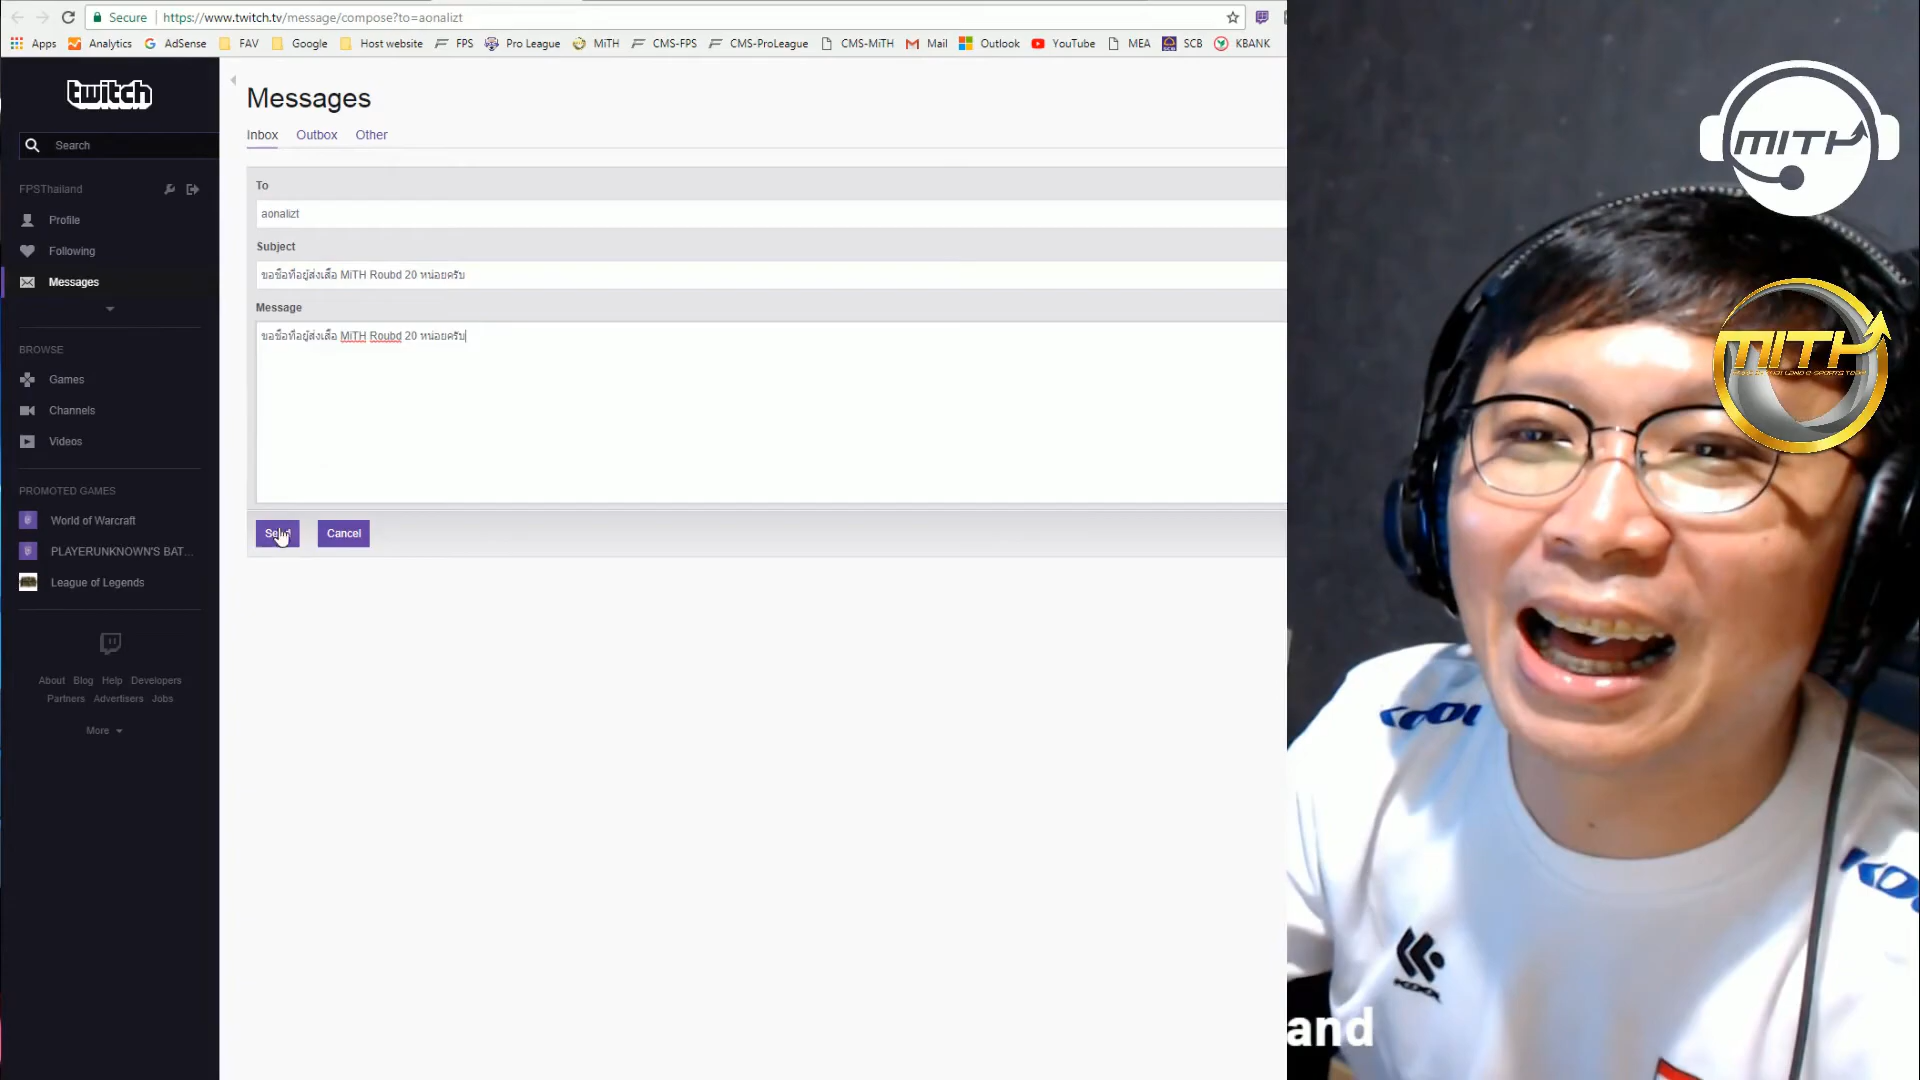 Secure
https://www.twitch.tv/message/compose?to=aonalizt
Apps
Analytics
AdSense
FAV
Google
Host website
FPS
Pro League
MiTH
CMS-FPS
CMS-ProLeague
CMS-MiTH
Mail
Outlook
YouTube
MEA
SCB
KBANK
twitch
Search
FPSThailand
Profile
Following
Messages
BROWSE
Games
Channels
Videos
PROMOTED GAMES
World of Warcraft
PLAYERUNKNOWN'S BAT...
League of Legends
About Blog Help Developers
Partners Advertisers Jobs
More
Messages
Inbox Outbox Other
To
aonalizt
Subject
ขอชื่อที่อยู่ส่งเสื้อ MiTH Roubd 20 หน่อยครับ
Message
ขอชื่อที่อยู่ส่งเสื้อ MiTH Roubd 20 หน่อยครับ
Send
Cancel
MITH
MITH
and